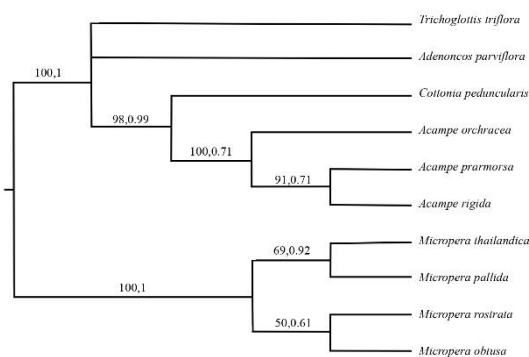 Trichoglottis triflora
Adenoncos parviflora
100,1
Cottonia peduncularis
98,0.99
Acampe orchracea
100,0.71
Acampe prarmorsa
91,0.71
Acampe rigida
Micropera thailandica
69,0.92
Micropera pallida
100,1
Micropera rostrata
50,0.61
Micropera obtusa